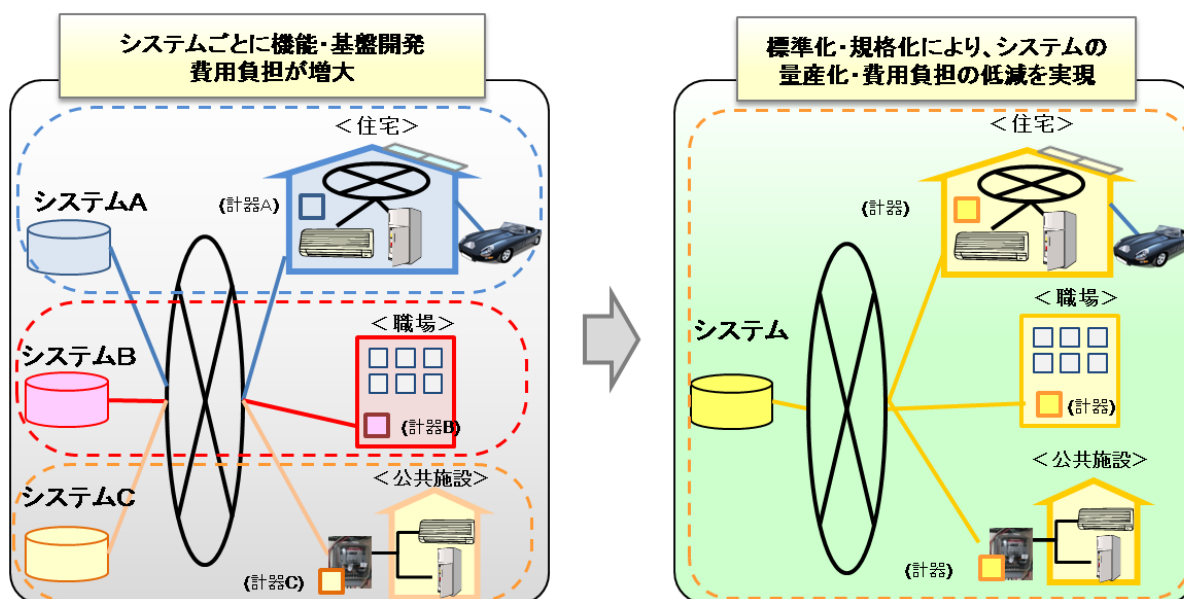 システムごとに機能・基盤開発
費用負担が増大
＜住宅＞
システムA
(計器A)
＜職場＞
システムB
(計器B)
＜公共施設＞
システムC
(計器C)
標準化・規格化により、システムの
量産化・費用負担の低減を実現
＜住宅＞
(計器)
＜職場＞
システム
(計器)
＜公共施設＞
(計器)